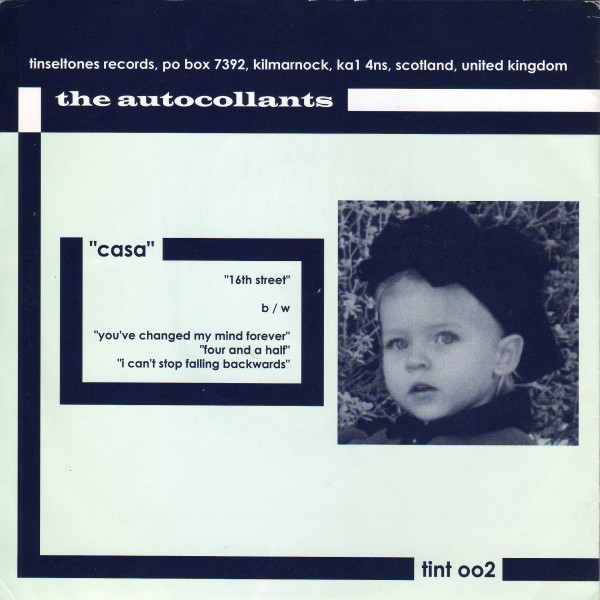 tinseltones records, po box 7392, kilmarnock, ka1 4ns, scotland, united kingdom
the autocollants
"casa"
"16th street"
b / w
"you've changed my mind forever"
"four and a half"
"i can't stop falling backwards"
tint oo2